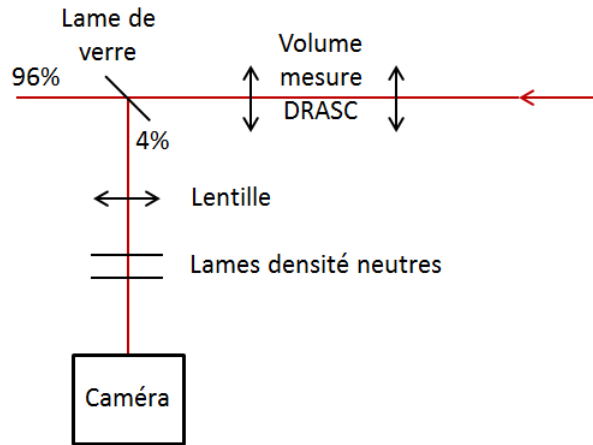 Lame de
verre
Volume
mesure
DRASC
96%
4%
Lentille
Lames densité neutres
Caméra